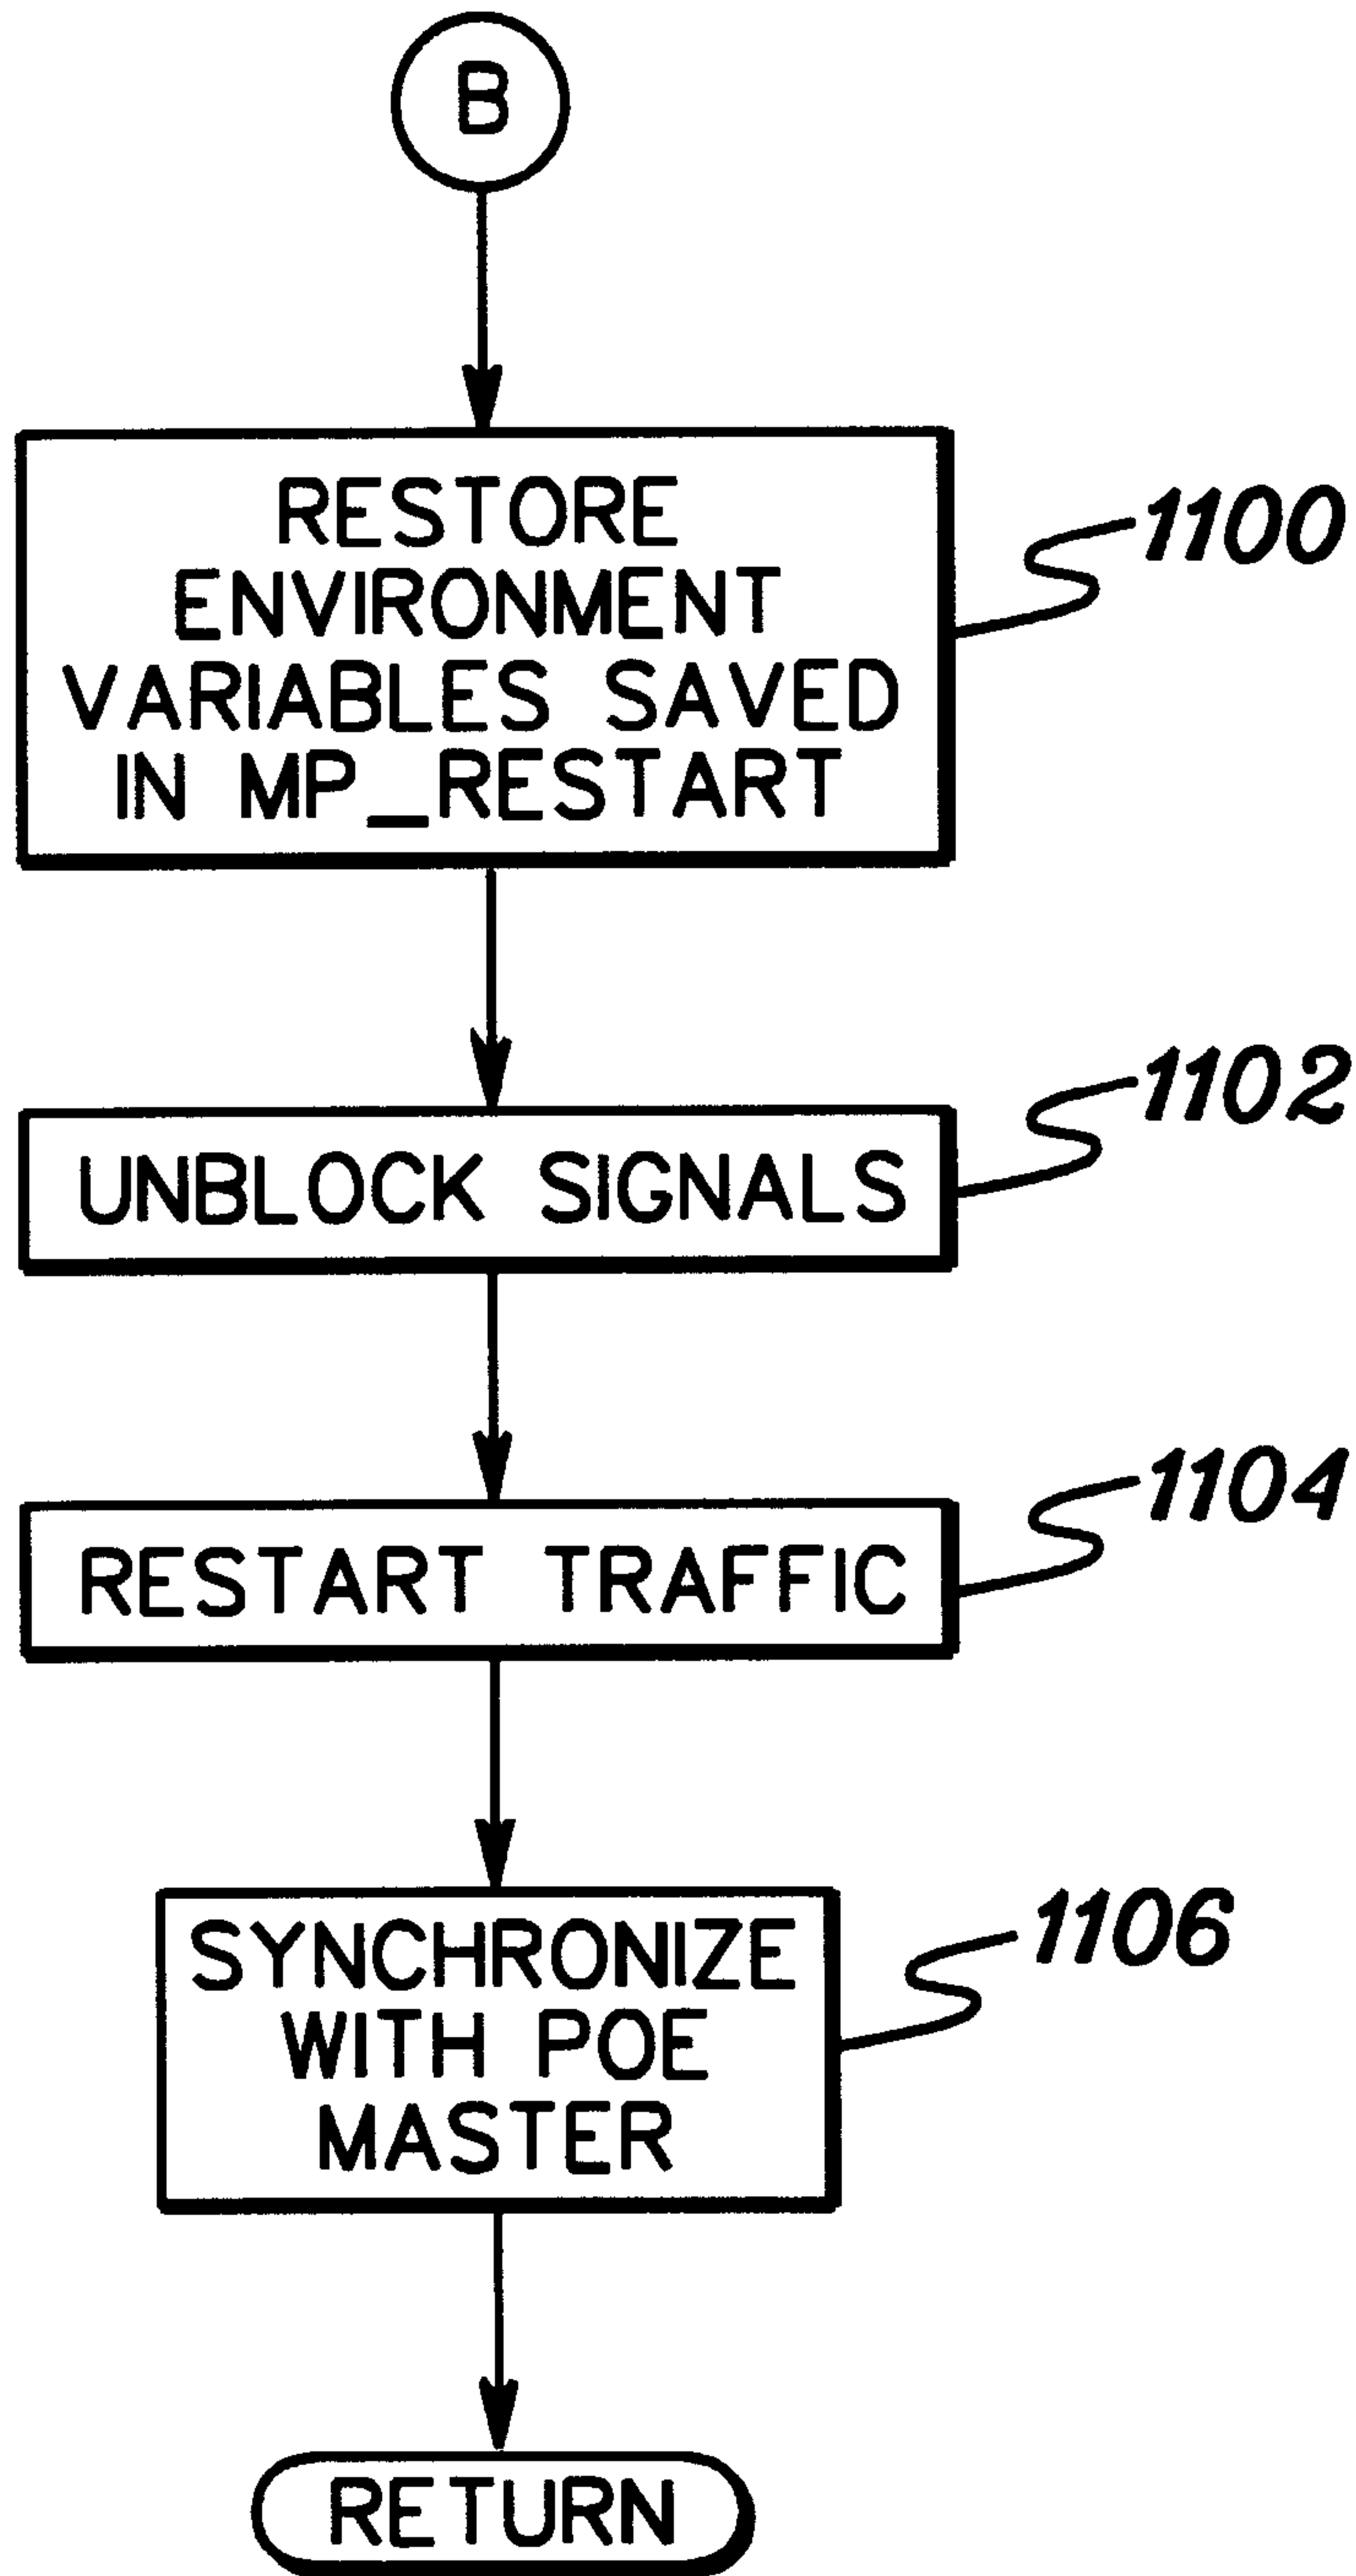 B
RESTORE
ENVIRONMENT
VARIABLES SAVED
IN MP_RESTART
1100
UNBLOCK SIGNALS
1102
RESTART TRAFFIC
1104
SYNCHRONIZE
WITH POE
MASTER
1106
RETURN